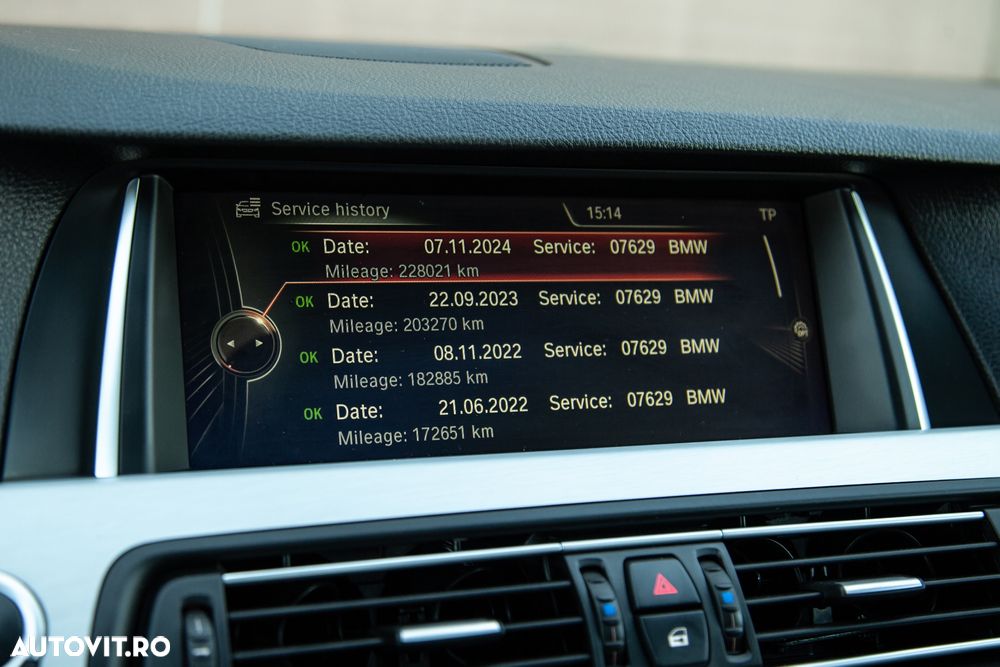 Service history 15:14 TP
OK Date: 07.11.2024 Service: 07629 BMW
Mileage: 228021 km
OK Date: 22.09.2023 Service: 07629 BMW
Mileage: 203270 km
OK Date: 08.11.2022 Service: 07629 BMW
Mileage: 182885 km
OK Date: 21.06.2022 Service: 07629 BMW
Mileage: 172651 km
AUTOVIT.RO